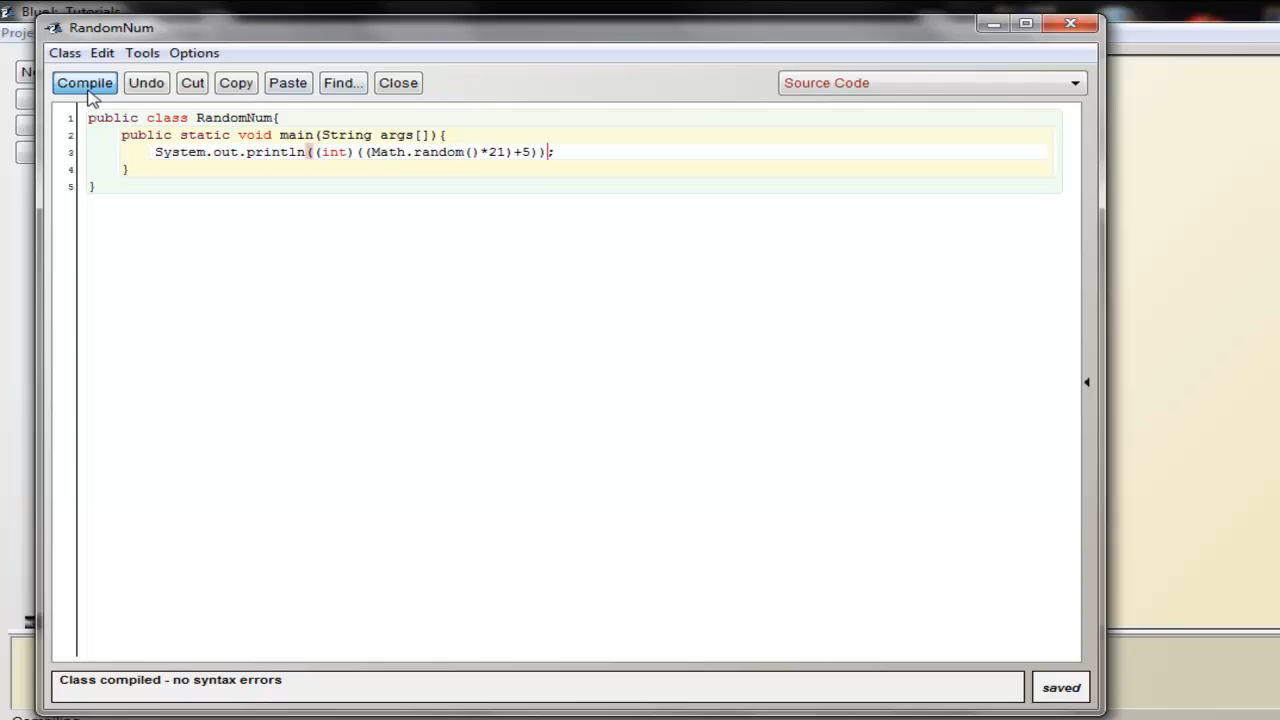 BlueJ: Tutorials
RandomNum
Proje
Class Edit Tools Options
Compile Undo Cut Copy Paste Find... Close
Source Code
1 public class RandomNum{
2 public static void main(String args[]){
3 System.out.println((int)((Math.random()*21)+5));
4 }
5 }
Class compiled - no syntax errors
saved